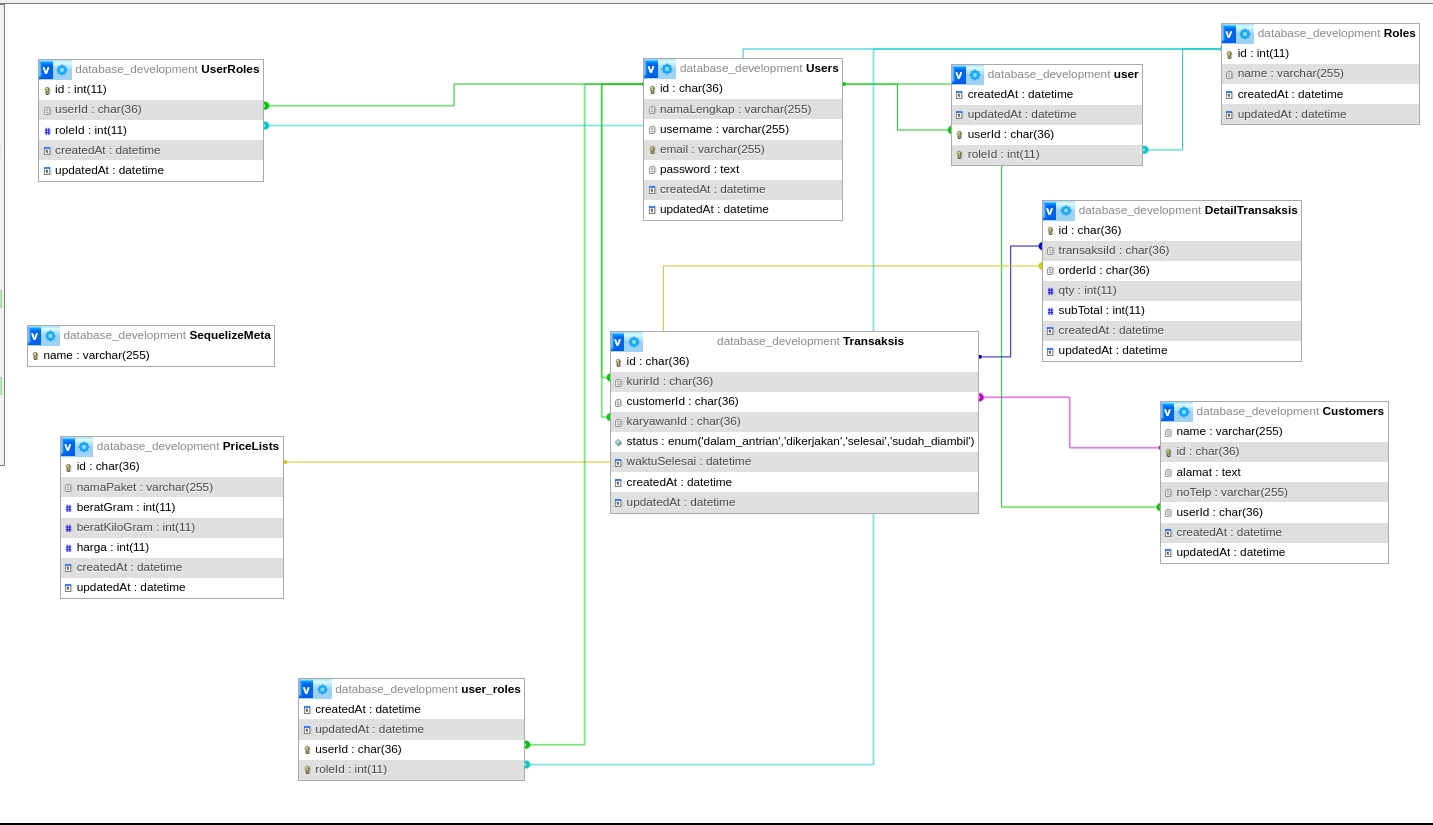 database_development UserRoles
id : int(11)
userId : char(36)
roleId : int(11)
createdAt : datetime
updatedAt : datetime
database_development Users
id : char(36)
namaLengkap : varchar(255)
username : varchar(255)
email : varchar(255)
password : text
createdAt : datetime
updatedAt : datetime
database_development user
createdAt : datetime
updatedAt : datetime
userId : char(36)
roleId : int(11)
database_development Roles
id : int(11)
name : varchar(255)
createdAt : datetime
updatedAt : datetime
database_development DetailTransaksis
id : char(36)
transaksiId : char(36)
orderId : char(36)
qty : int(11)
subTotal : int(11)
createdAt : datetime
updatedAt : datetime
database_development SequelizeMeta
name : varchar(255)
database_development Transaksis
id : char(36)
kurirId : char(36)
customerId : char(36)
karyawanId : char(36)
status : enum('dalam_antrian','dikerjakan','selesai','sudah_diambil')
waktuSelesai : datetime
createdAt : datetime
updatedAt : datetime
database_development Customers
name : varchar(255)
id : char(36)
alamat : text
noTelp : varchar(255)
userId : char(36)
createdAt : datetime
updatedAt : datetime
database_development PriceLists
id : char(36)
namaPaket : varchar(255)
beratGram : int(11)
beratKiloGram : int(11)
harga : int(11)
createdAt : datetime
updatedAt : datetime
database_development user_roles
createdAt : datetime
updatedAt : datetime
userId : char(36)
roleId : int(11)